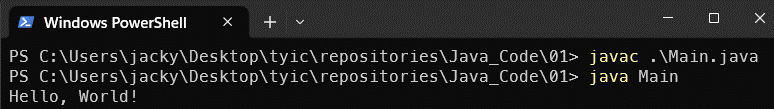 Windows PowerShell
PS C:\Users\jacky\Desktop\tyic\repositories\Java_Code\01> javac .\Main.java
PS C:\Users\jacky\Desktop\tyic\repositories\Java_Code\01> java Main
Hello, World!